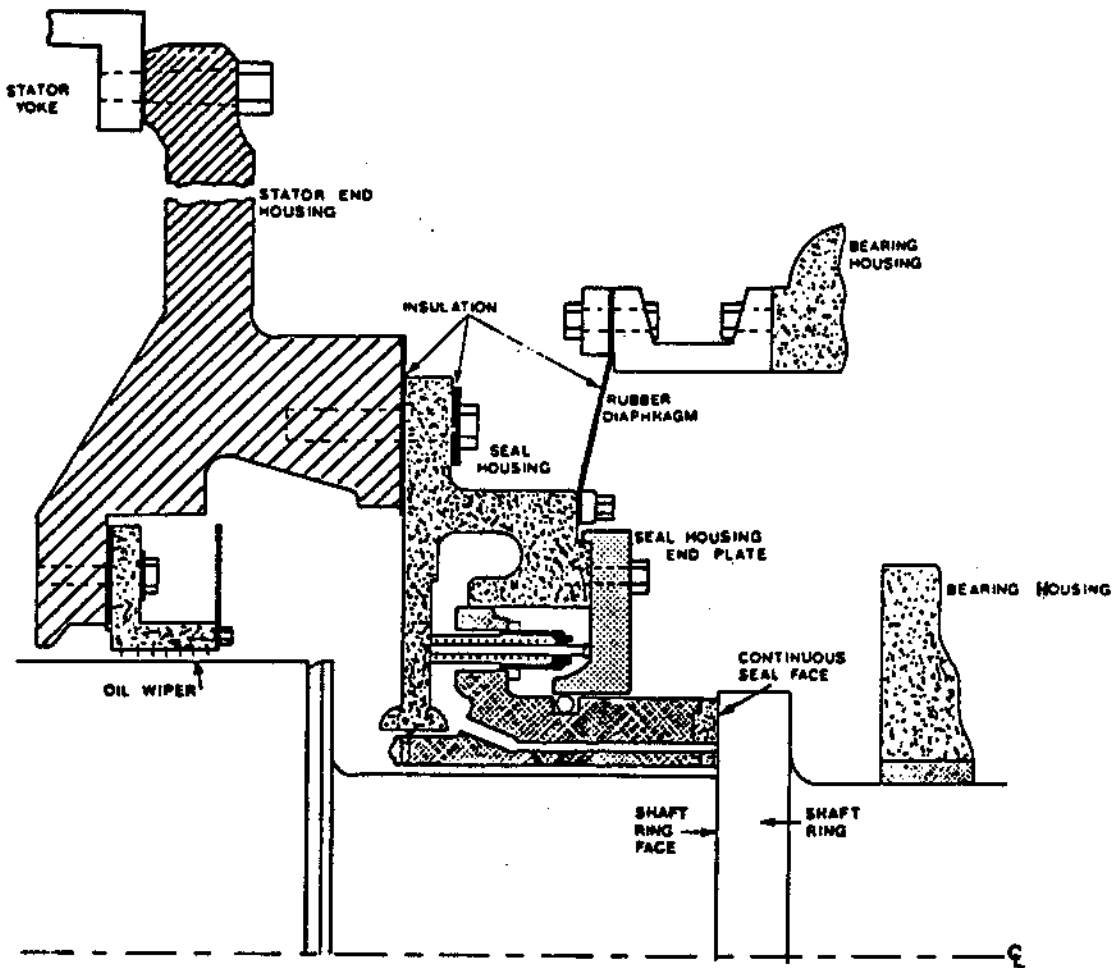 STATOR
YOKE
STATOR END
HOUSING
BEARING
HOUSING
INSULATION
RUBBER
DIAPHKAGM
SEAL
HOUSING
SEAL HOUSING
END PLATE
BEARING HOUSING
CONTINUOUS
SEAL FACE
OIL WIPER
SHAFT
RING
FACE
SHAFT
RING
℄